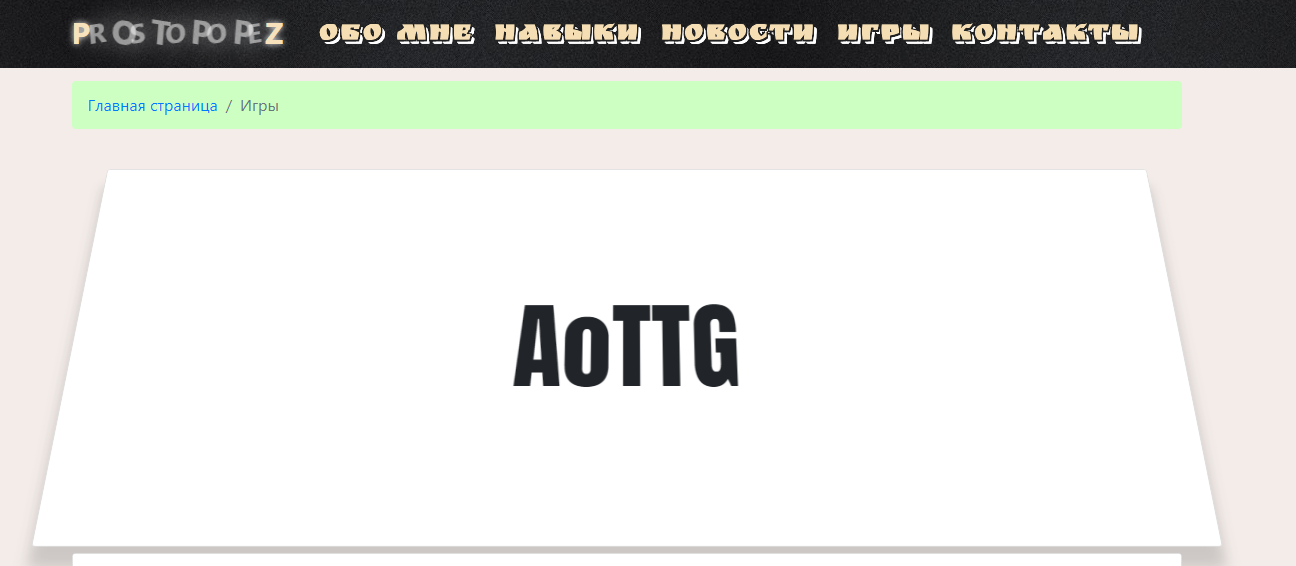 PROSTOPOPEZ ОБО МНЕ НАВЫКИ НОВОСТИ ИГРЫ КОНТАКТЫ
Главная страница / Игры
AoTTG